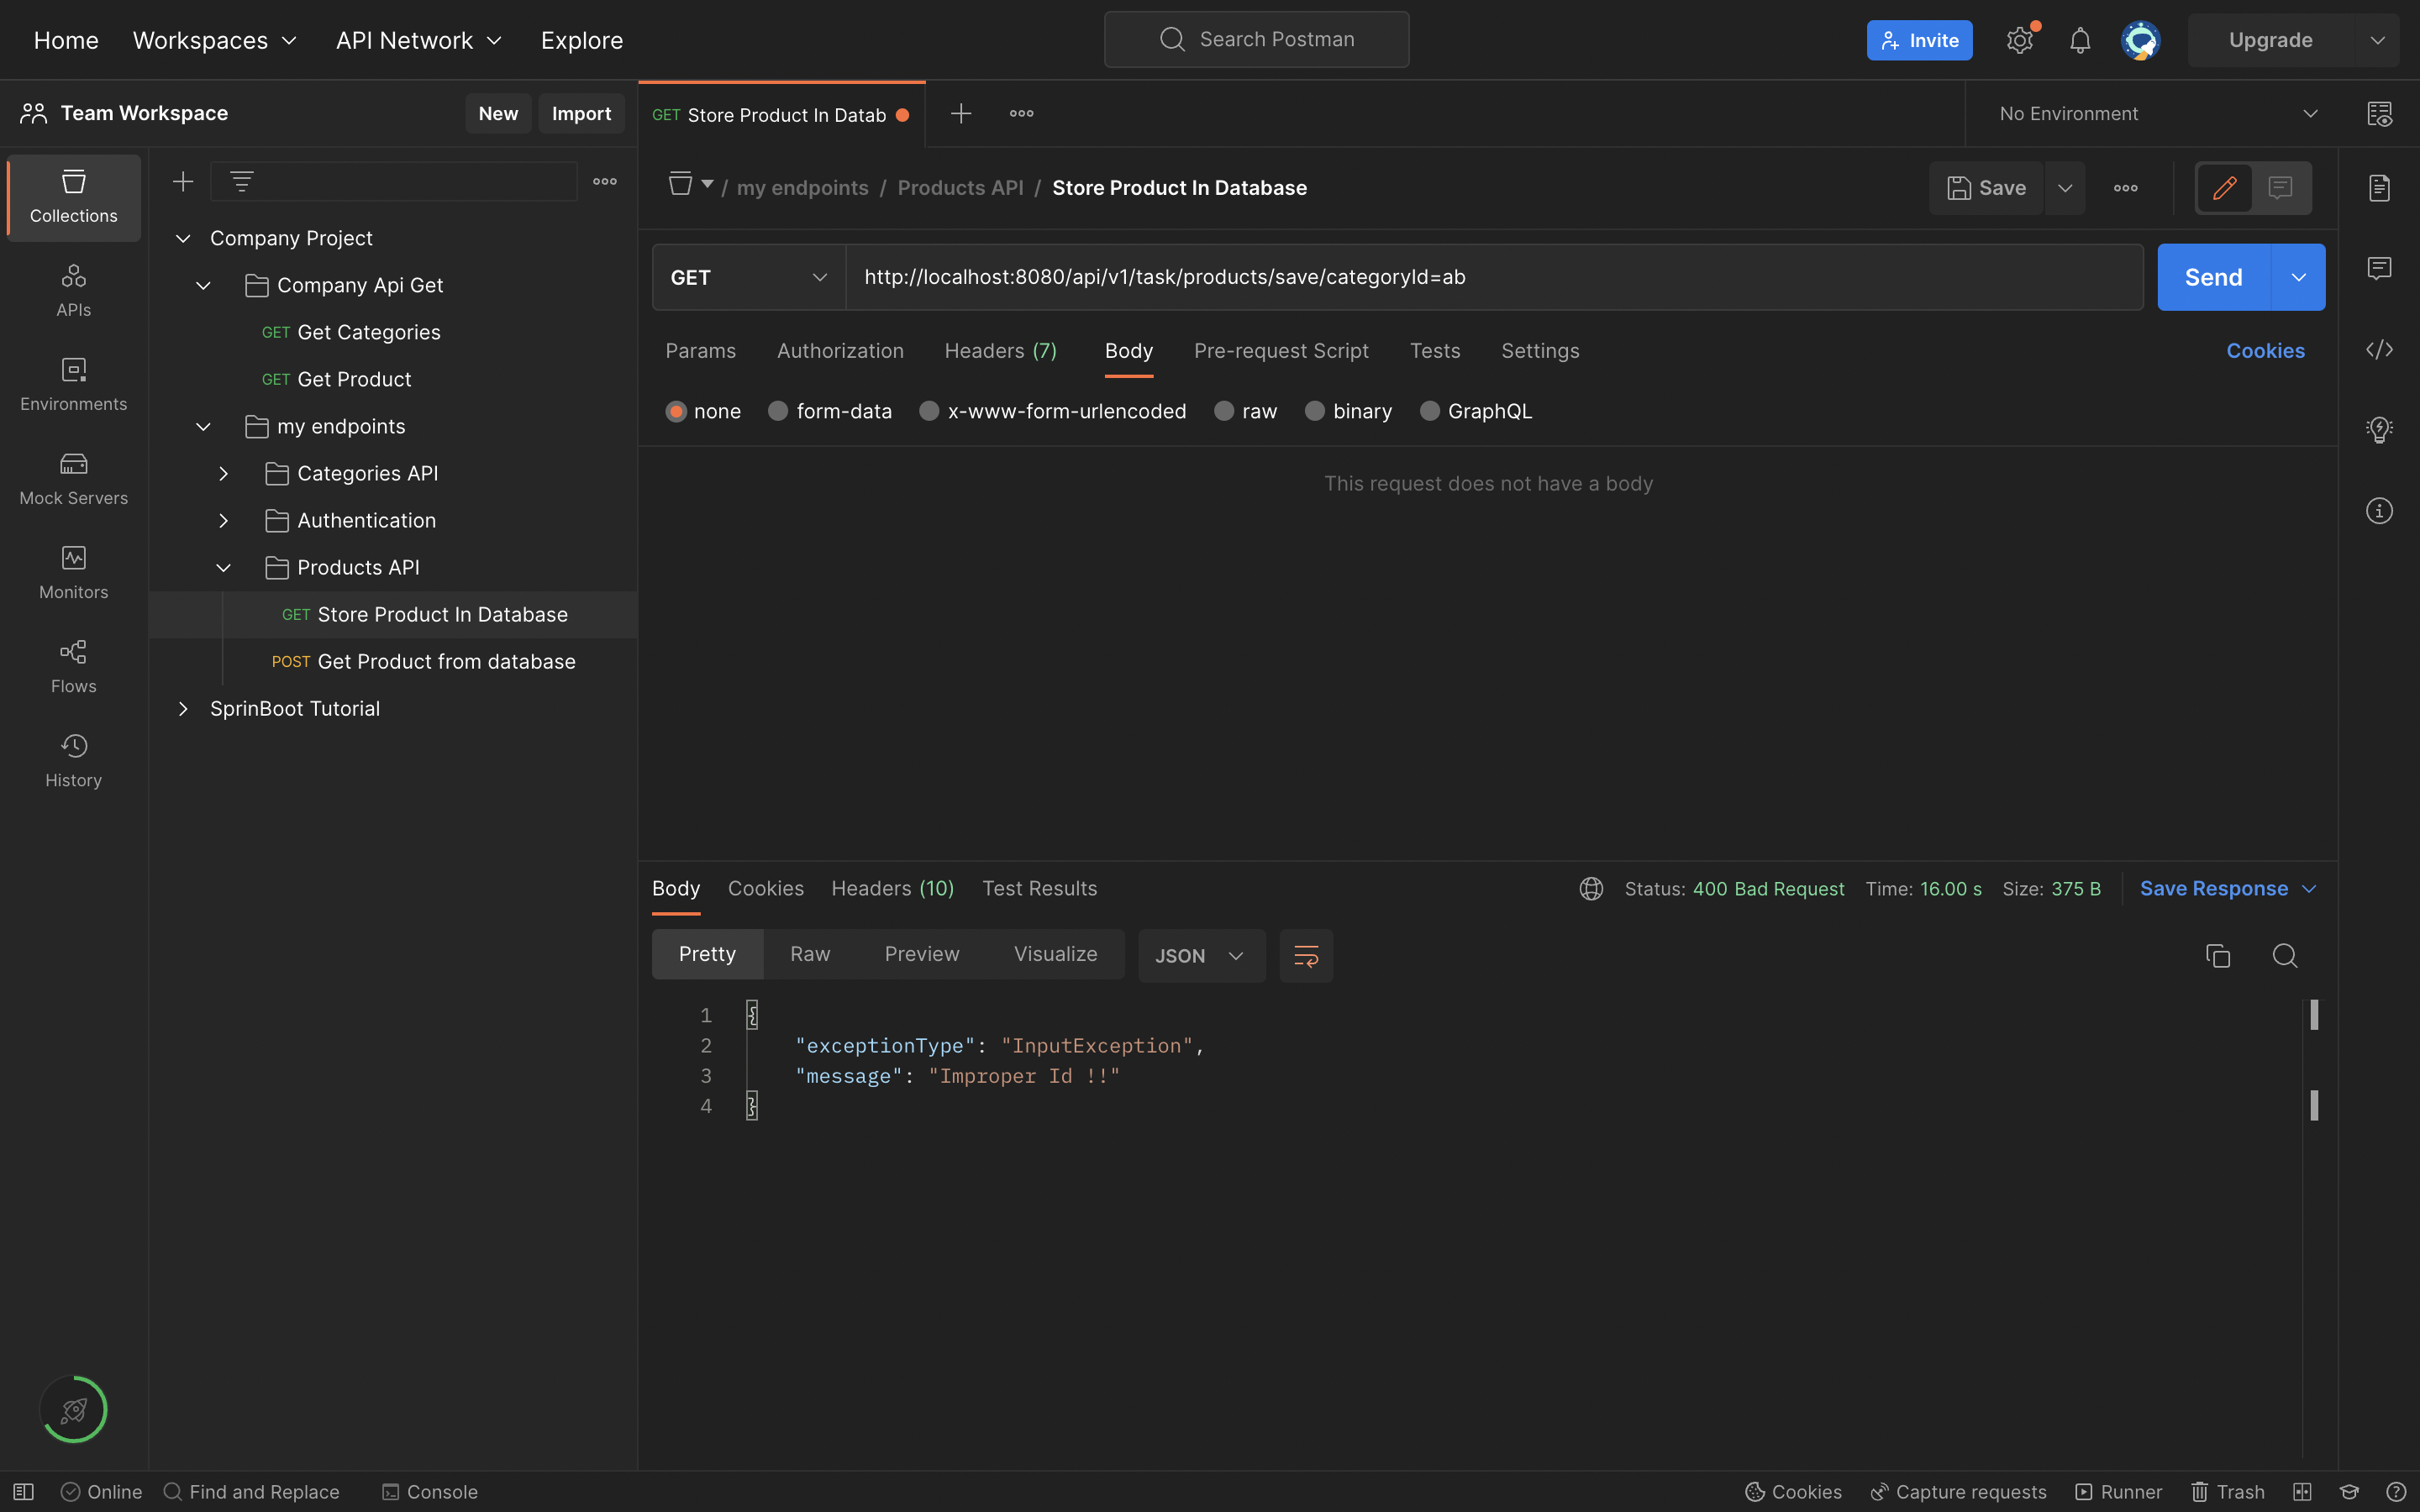 Home Workspaces API Network Explore Search Postman Invite Upgrade
Team Workspace New Import GET Store Product In Datab No Environment
Collections
APIs
Environments
Mock Servers
Monitors
Flows
History
Company Project
Company Api Get
GET Get Categories
GET Get Product
my endpoints
Categories API
Authentication
Products API
GET Store Product In Database
POST Get Product from database
SprinBoot Tutorial
/ my endpoints / Products API / Store Product In Database Save
GET http://localhost:8080/api/v1/task/products/save/categoryId=ab Send
Params Authorization Headers (7) Body Pre-request Script Tests Settings Cookies
none form-data x-www-form-urlencoded raw binary GraphQL
This request does not have a body
Body Cookies Headers (10) Test Results Status: 400 Bad Request Time: 16.00 s Size: 375 B Save Response
Pretty Raw Preview Visualize JSON
1 {
2 "exceptionType": "InputException",
3 "message": "Improper Id !!"
4 }
Online Find and Replace Console Cookies Capture requests Runner Trash